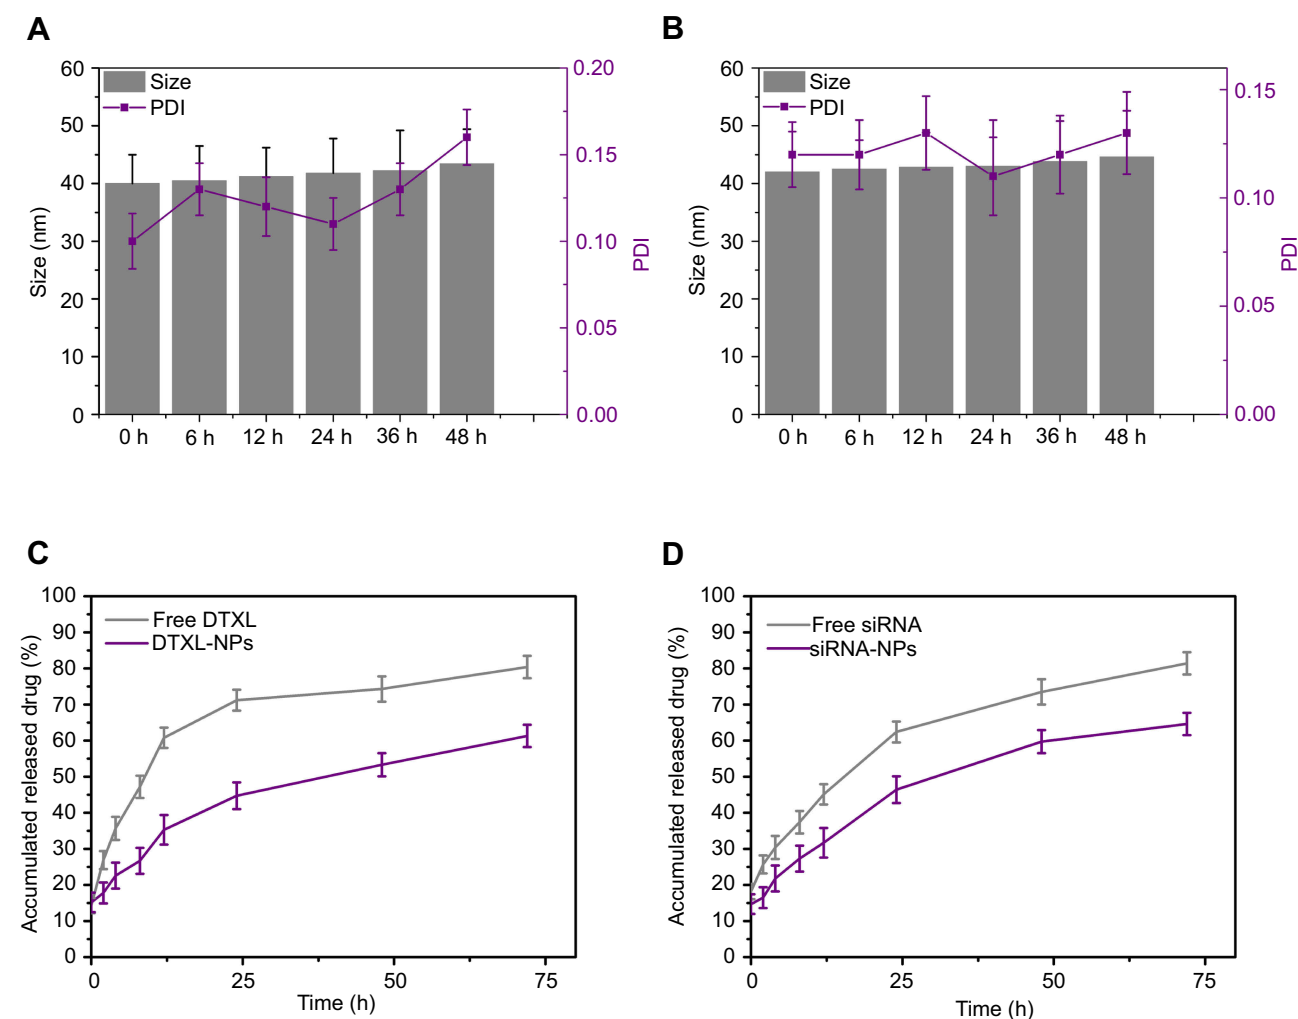 A
60
50
40
30
20
10
0
Size (nm)
Size
PDI
0.20
0.15
0.10
0.05
0.00
PDI
0 h 6 h 12 h 24 h 36 h 48 h
B
60
50
40
30
20
10
0
Size (nm)
Size
PDI
0.15
0.10
0.05
0.00
PDI
0 h 6 h 12 h 24 h 36 h 48 h
C
100
90
80
70
60
50
40
30
20
10
0
Accumulated released drug (%)
Free DTXL
DTXL-NPs
0 25 50 75
Time (h)
D
100
90
80
70
60
50
40
30
20
10
0
Accumulated released drug (%)
Free siRNA
siRNA-NPs
0 25 50 75
Time (h)